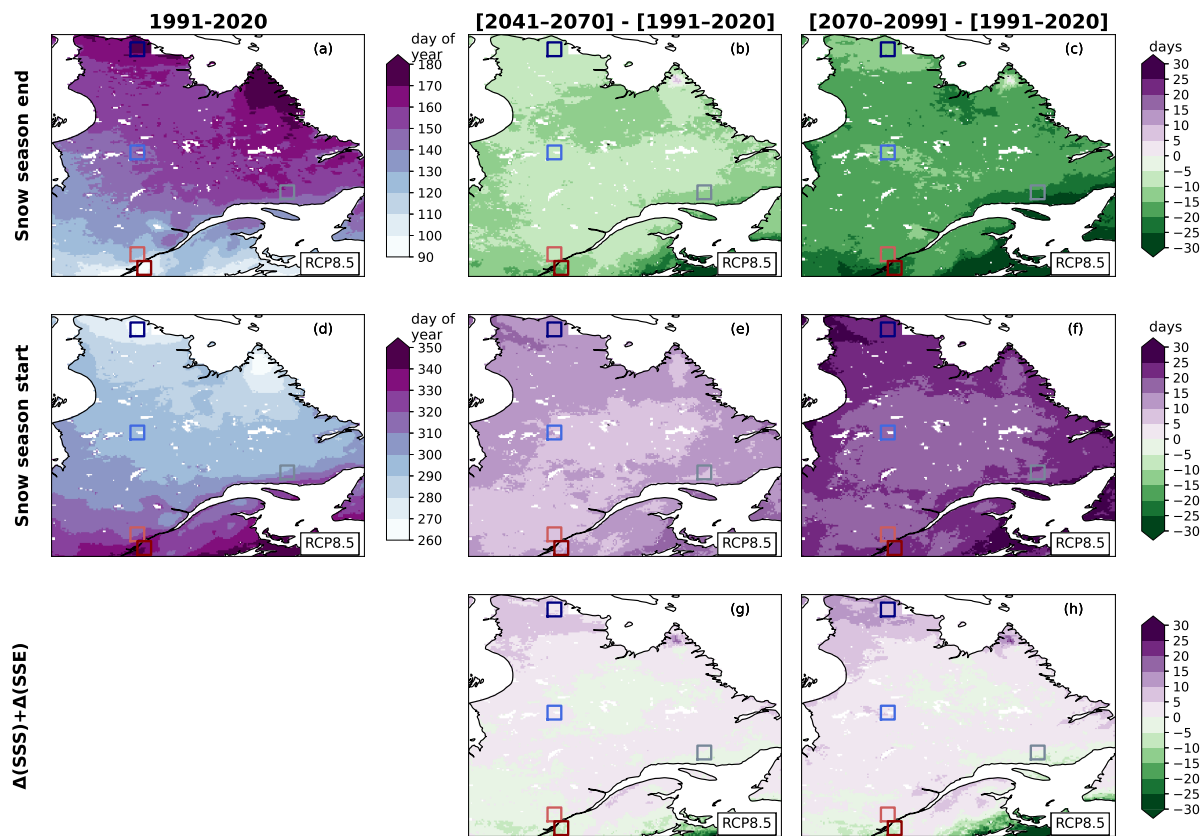 1991-2020
[2041–2070] - [1991–2020]
[2070–2099] - [1991–2020]
Snow season end
(a)
RCP8.5
day of
year
180
170
160
150
140
130
120
110
100
90
(b)
RCP8.5
(c)
RCP8.5
days
30
25
20
15
10
5
0
−5
−10
−15
−20
−25
−30
Snow season start
(d)
RCP8.5
day of
year
350
340
330
320
310
300
290
280
270
260
(e)
RCP8.5
(f)
RCP8.5
days
30
25
20
15
10
5
0
−5
−10
−15
−20
−25
−30
Δ(SSS)+Δ(SSE)
(g)
RCP8.5
(h)
RCP8.5
30
25
20
15
10
5
0
−5
−10
−15
−20
−25
−30